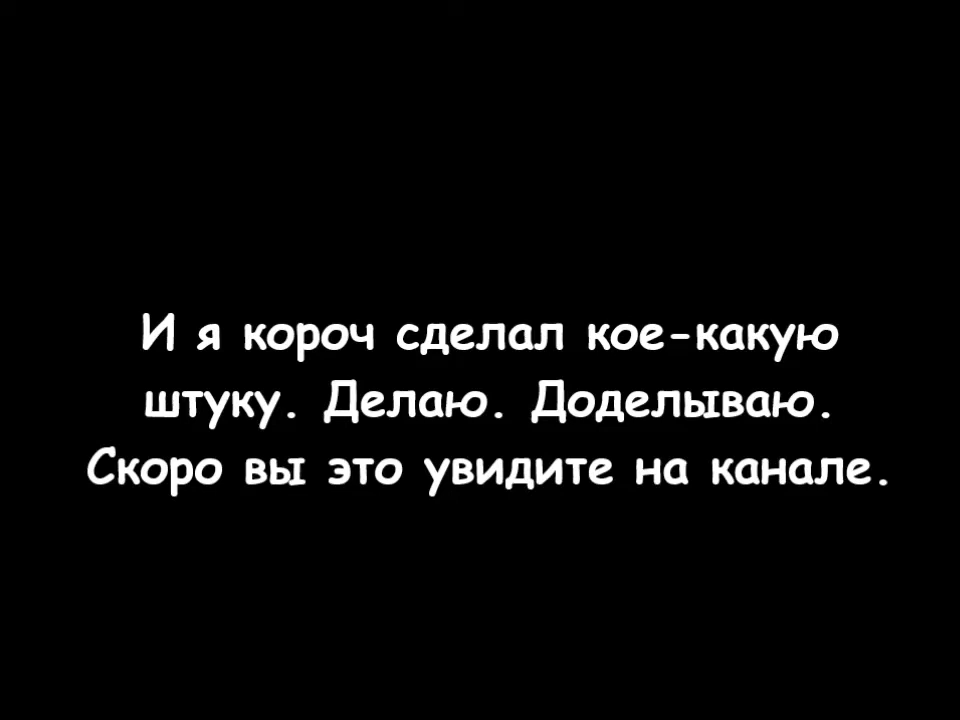 И я короч сделал кое-какую
штуку. Делаю. Доделываю.
Скоро вы это увидите на канале.